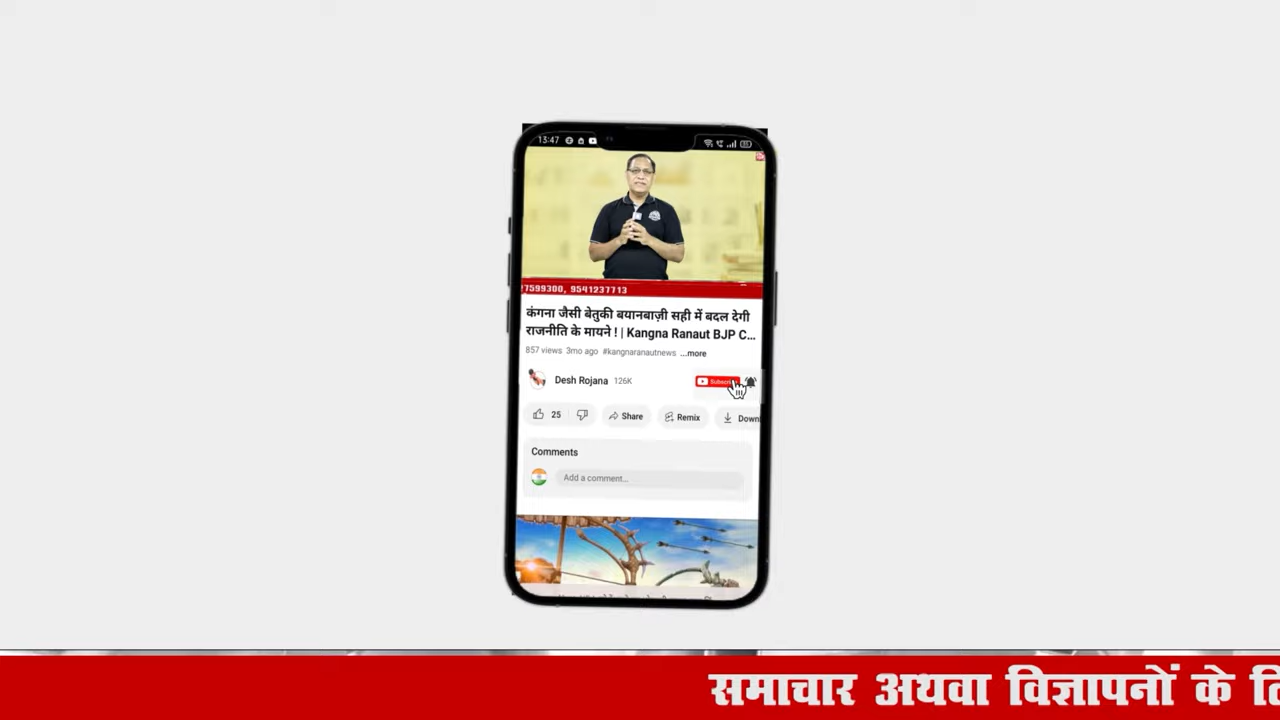 13:47
7599300, 9541237713
कंगना जैसी बेतुकी बयानबाज़ी सही में बदल देगी
राजनीति के मायने ! | Kangna Ranaut BJP C...
857 views 3mo ago #kangnaranautnews ...more
Desh Rojana 126K
Subscribe
25 Share Remix Down
Comments
Add a comment...
समाचार अथवा विज्ञापनों के